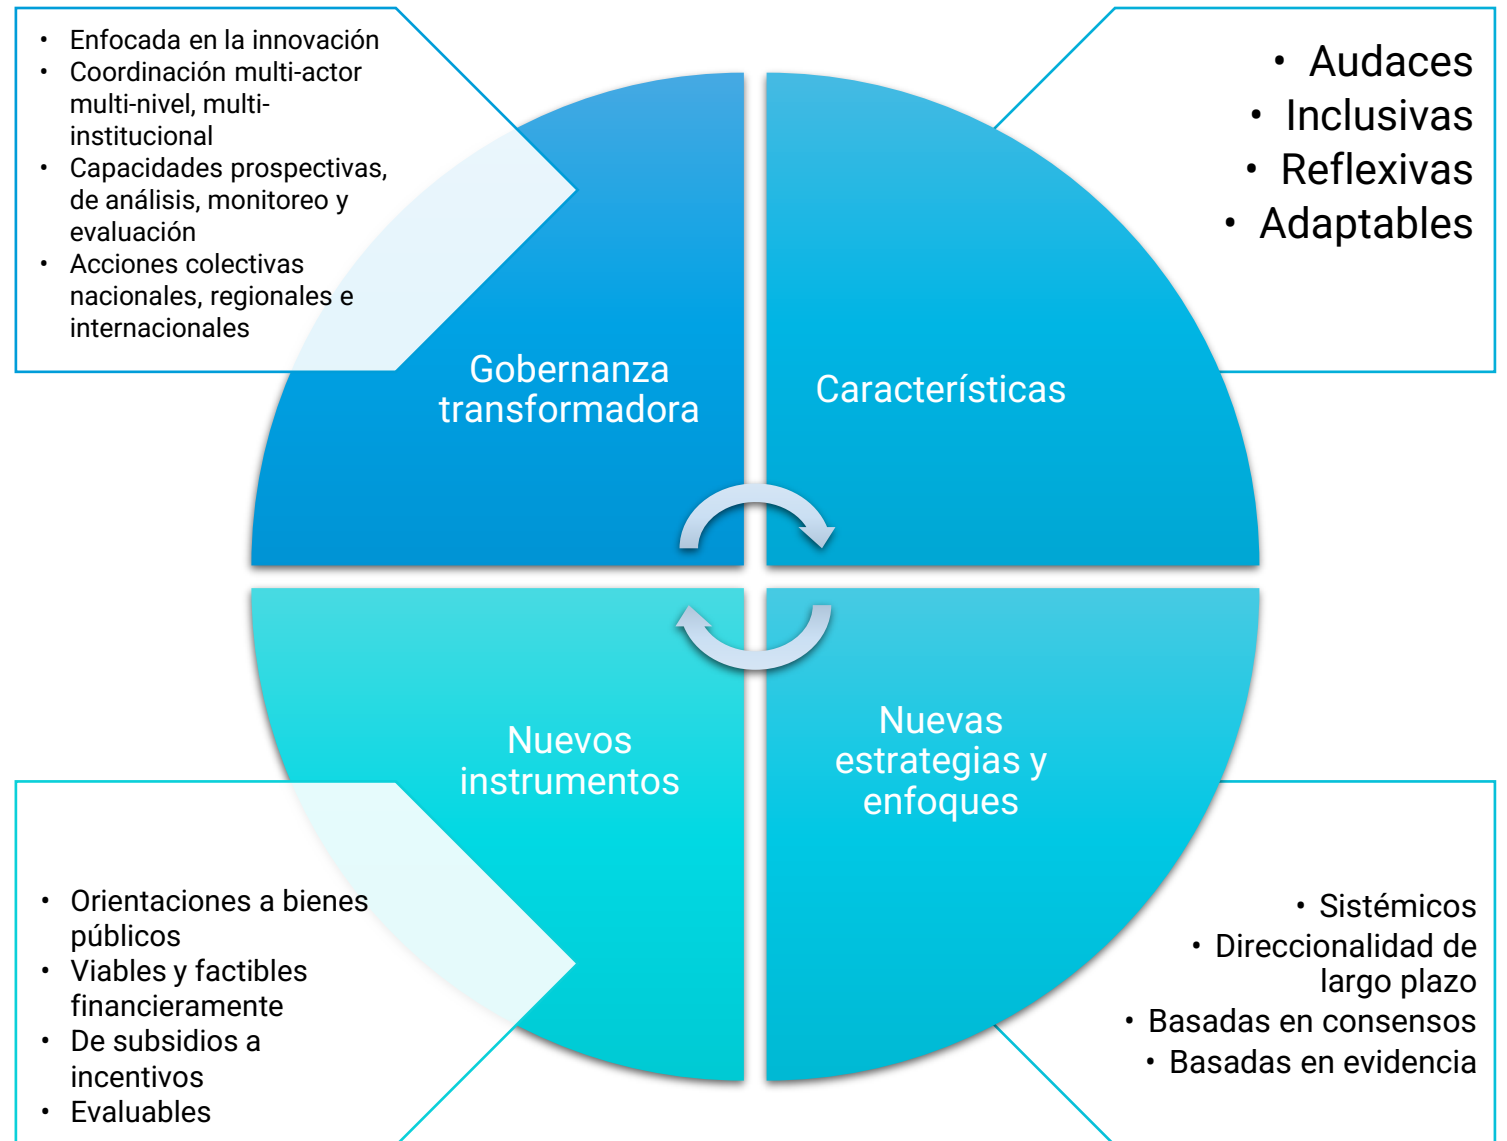 • Enfocada en la innovación
• Coordinación multi-actor
multi-nivel, multi-
institucional
• Capacidades prospectivas,
de análisis, monitoreo y
evaluación
• Acciones colectivas
nacionales, regionales e
internacionales
• Audaces
• Inclusivas
• Reflexivas
• Adaptables
Gobernanza
transformadora
Características
Nuevos
instrumentos
Nuevas
estrategias y
enfoques
• Orientaciones a bienes
públicos
• Viables y factibles
financieramente
• De subsidios a
incentivos
• Evaluables
• Sistémicos
• Direccionalidad de
largo plazo
• Basadas en consensos
• Basadas en evidencia